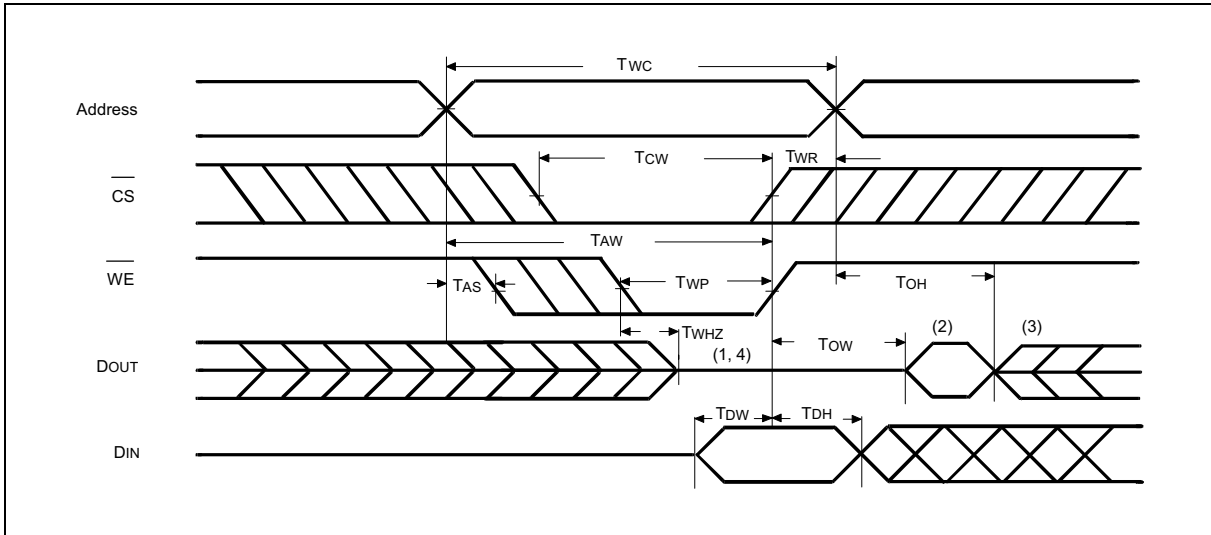 TWC
Address
TCW
TWR
CS
TAW
WE
TAS
TWP
TOH
TWHZ
(2)
(3)
(1, 4)
TOW
DOUT
TDW
TDH
DIN